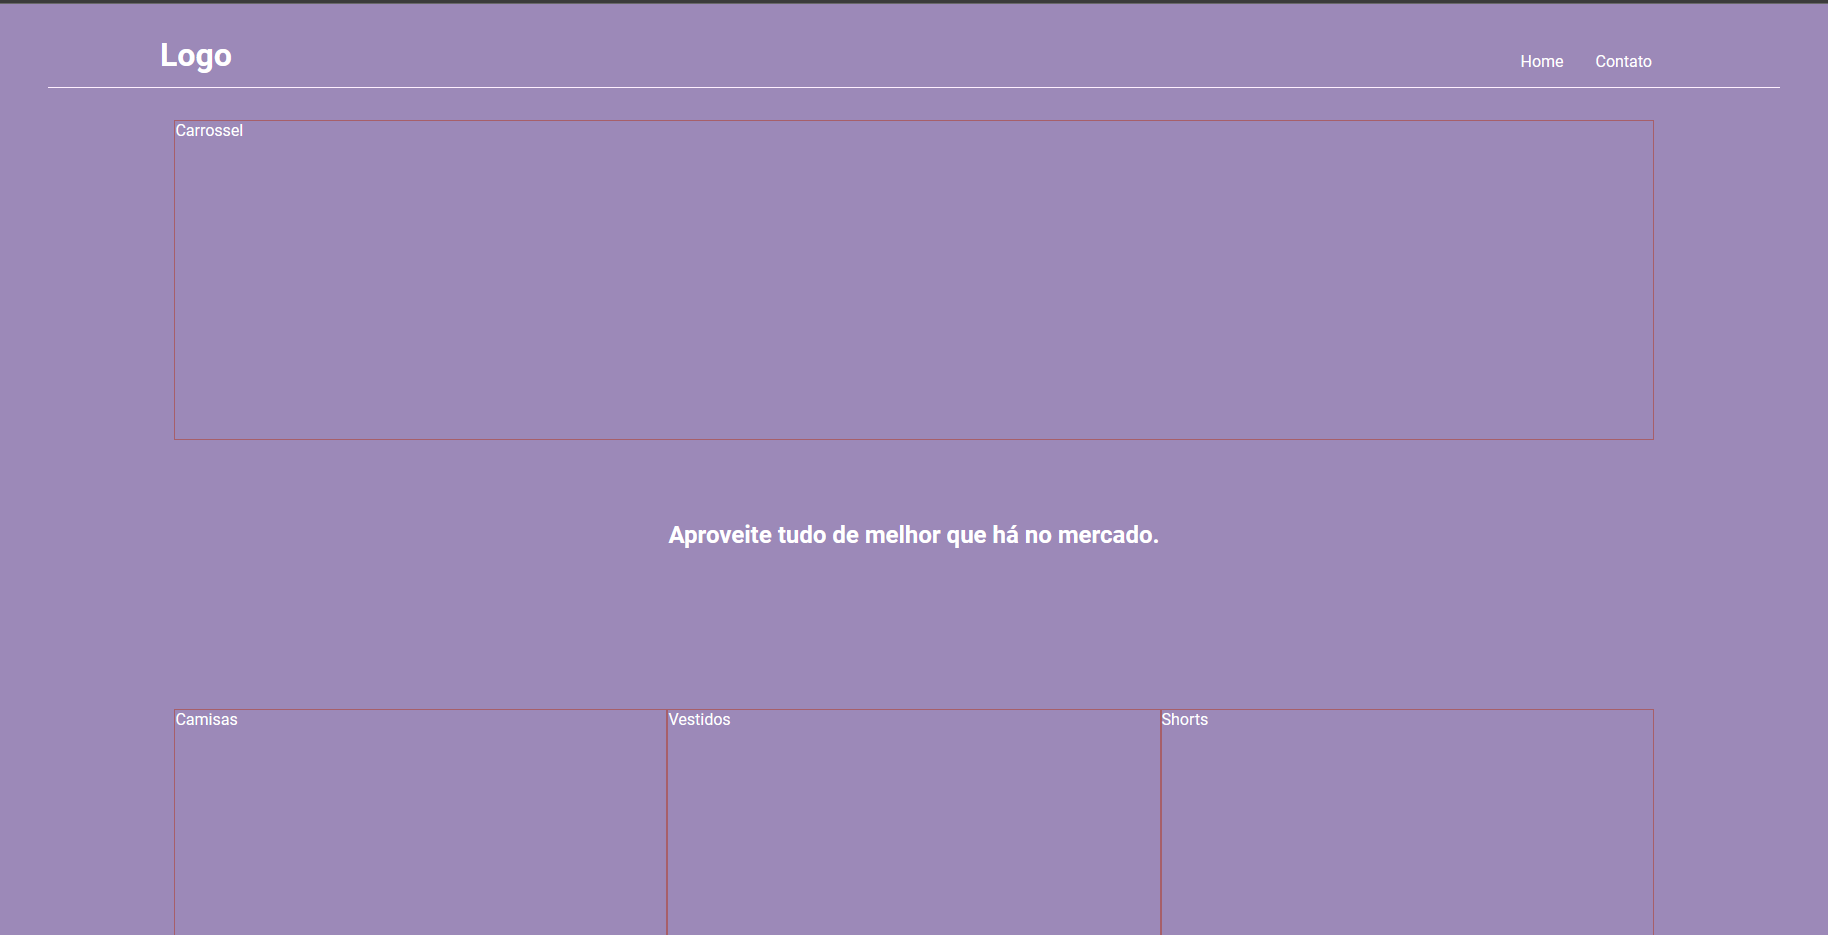 Logo
Home Contato
Carrossel
Aproveite tudo de melhor que há no mercado.
Camisas Vestidos Shorts